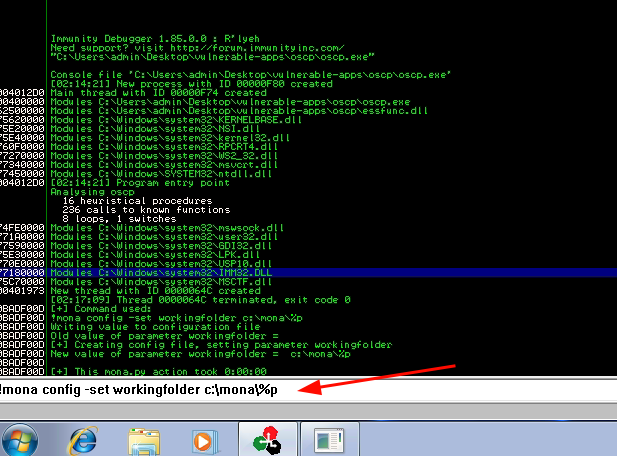 Immunity Debugger 1.85.0.0 : R'lyeh
Need support? visit http://forum.immunityinc.com/
"C:\Users\admin\Desktop\vulnerable-apps\oscp\oscp.exe"
Console file 'C:\Users\admin\Desktop\vulnerable-apps\oscp\oscp.exe'
[02:14:21] New process with ID 00000F80 created
004012D0 Main thread with ID 00000F74 created
00400000 Modules C:\Users\admin\Desktop\vulnerable-apps\oscp\oscp.exe
62500000 Modules C:\Users\admin\Desktop\vulnerable-apps\oscp\essfunc.dll
75620000 Modules C:\Windows\system32\KERNELBASE.dll
75E20000 Modules C:\Windows\system32\NSI.dll
75E40000 Modules C:\Windows\system32\kernel32.dll
760F0000 Modules C:\Windows\system32\RPCRT4.dll
77270000 Modules C:\Windows\system32\WS2_32.dll
77340000 Modules C:\Windows\system32\msvcrt.dll
77450000 Modules C:\Windows\SYSTEM32\ntdll.dll
004012D0 [02:14:21] Program entry point
Analysing oscp
16 heuristical procedures
236 calls to known functions
8 loops, 1 switches
74FE0000 Modules C:\Windows\system32\mswsock.dll
771A0000 Modules C:\Windows\system32\user32.dll
77590000 Modules C:\Windows\system32\GDI32.dll
75E30000 Modules C:\Windows\system32\LPK.dll
770E0000 Modules C:\Windows\system32\USP10.dll
77180000 Modules C:\Windows\system32\IMM32.DLL
75C70000 Modules C:\Windows\system32\MSCTF.dll
00401973 New thread with ID 0000064C created
[02:17:09] Thread 0000064C terminated, exit code 0
0BADF00D [+] Command used:
0BADF00D !mona config -set workingfolder c:\mona\%p
0BADF00D Writing value to configuration file
0BADF00D Old value of parameter workingfolder =
0BADF00D [+] Creating config file, setting parameter workingfolder
0BADF00D New value of parameter workingfolder =  c:\mona\%p
0BADF00D
0BADF00D [+] This mona.py action took 0:00:00
!mona config -set workingfolder c:\mona\%p